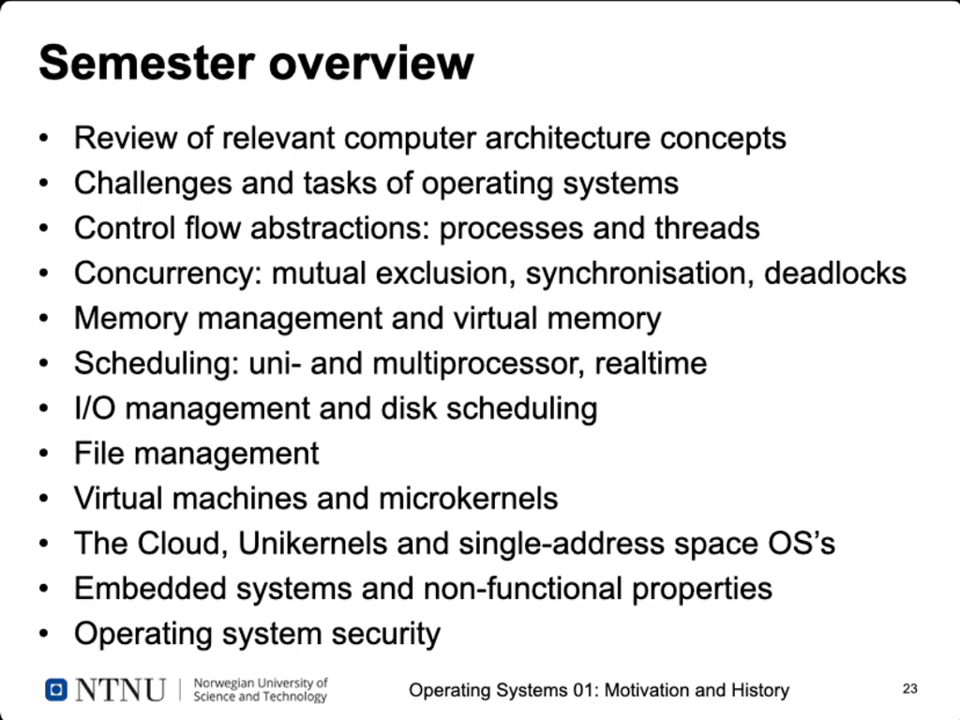 Semester overview
• Review of relevant computer architecture concepts
• Challenges and tasks of operating systems
• Control flow abstractions: processes and threads
• Concurrency: mutual exclusion, synchronisation, deadlocks
• Memory management and virtual memory
• Scheduling: uni- and multiprocessor, realtime
• I/O management and disk scheduling
• File management
• Virtual machines and microkernels
• The Cloud, Unikernels and single-address space OS’s
• Embedded systems and non-functional properties
• Operating system security
NTNU
Norwegian University of
Science and Technology
Operating Systems 01: Motivation and History
23